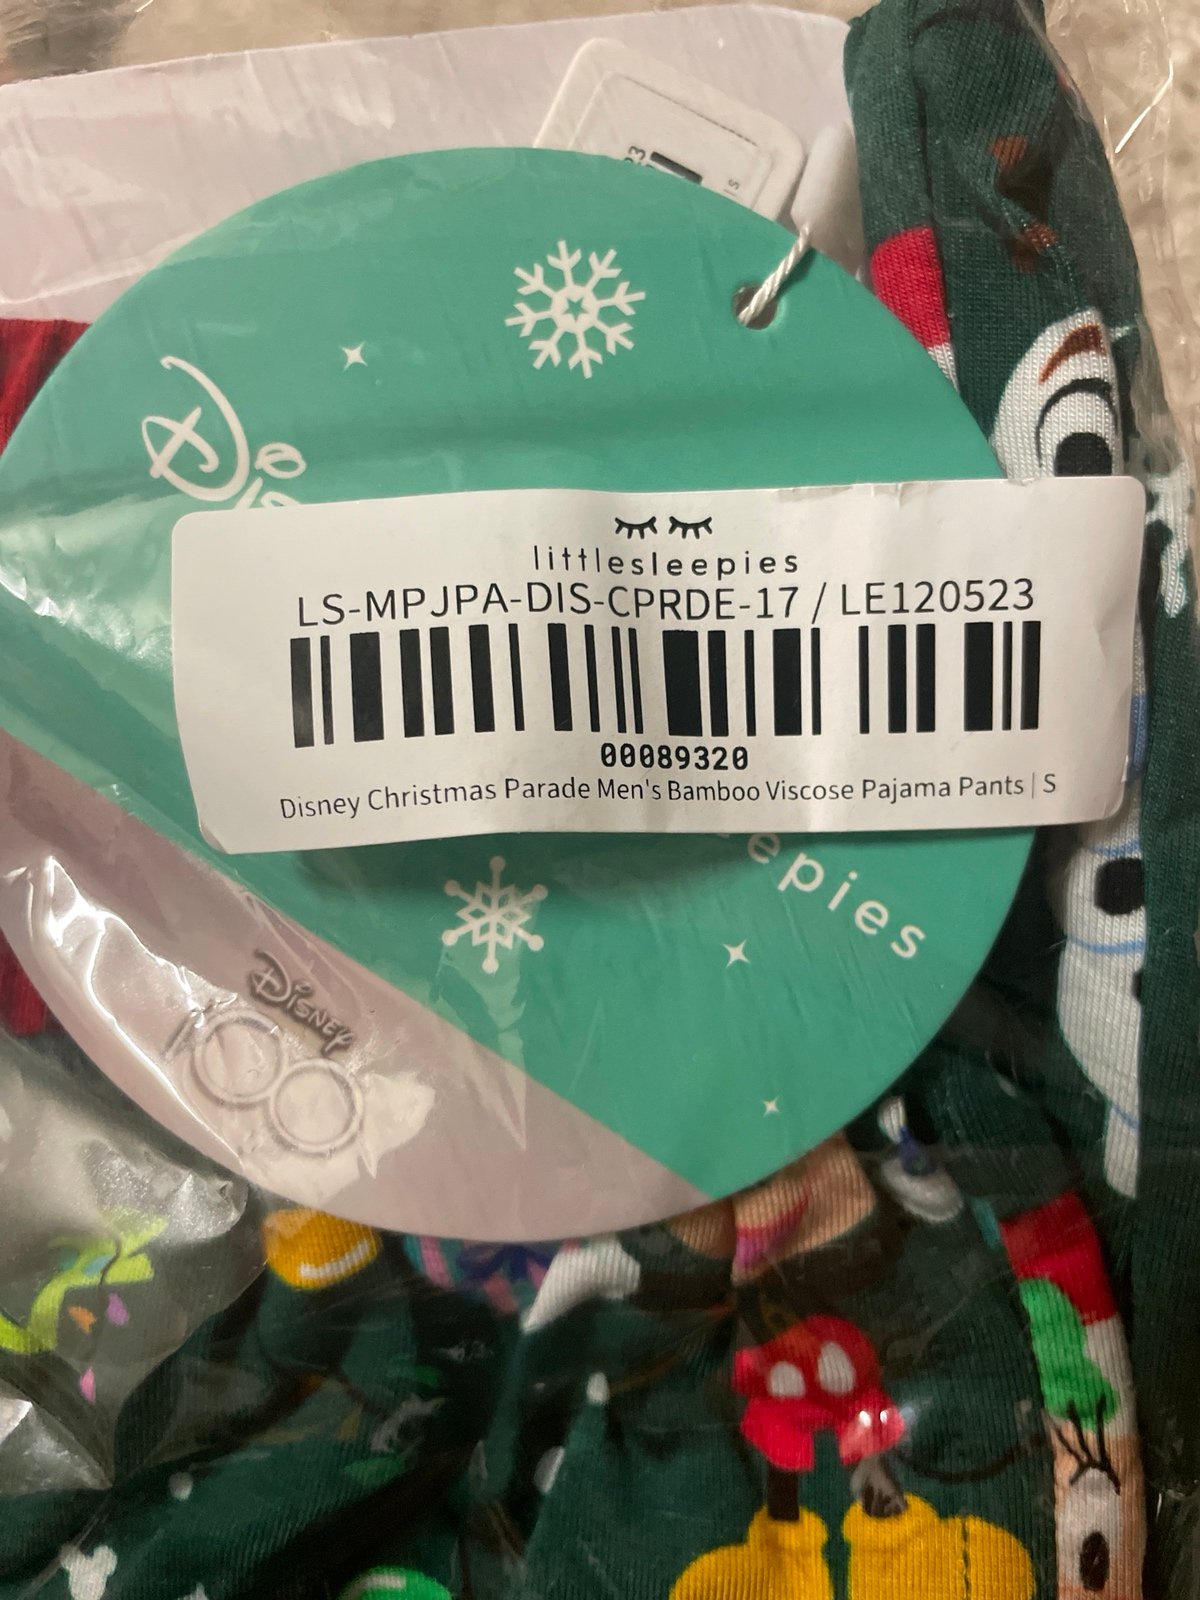 Dis
littlesleepies
LS-MPJPA-DIS-CPRDE-17 / LE120523
00089320
Disney Christmas Parade Men's Bamboo Viscose Pajama Pants | S
epies
Disney
100